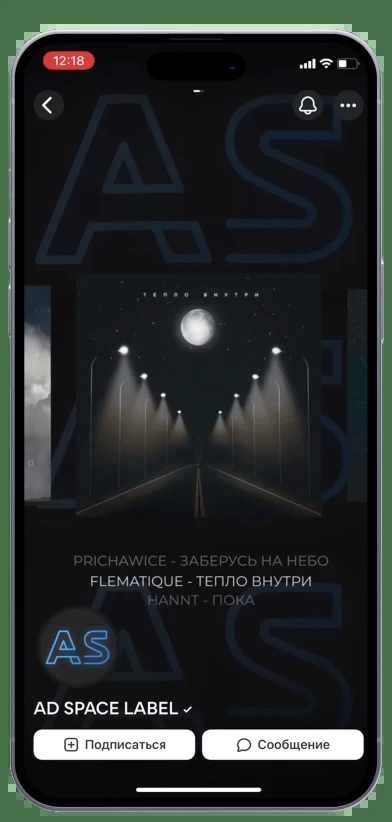 12:18
AS
ТЕПЛО ВНУТРИ
PRICHAWICE - ЗАБЕРУСЬ НА НЕБО
FLEMATIQUE - ТЕПЛО ВНУТРИ
HANNT - ПОКА
AS
AD SPACE LABEL
Подписаться
Сообщение